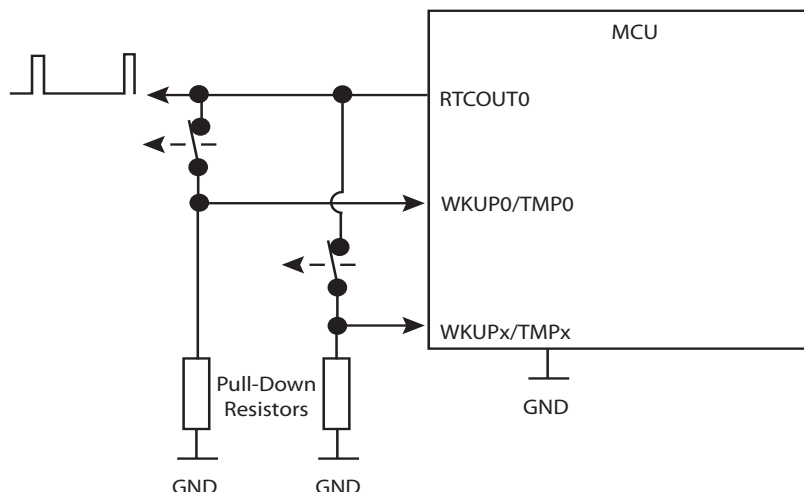 MCU
RTCOUT0
WKUP0/TMP0
WKUPx/TMPx
Pull-Down
Resistors
GND
GND
GND